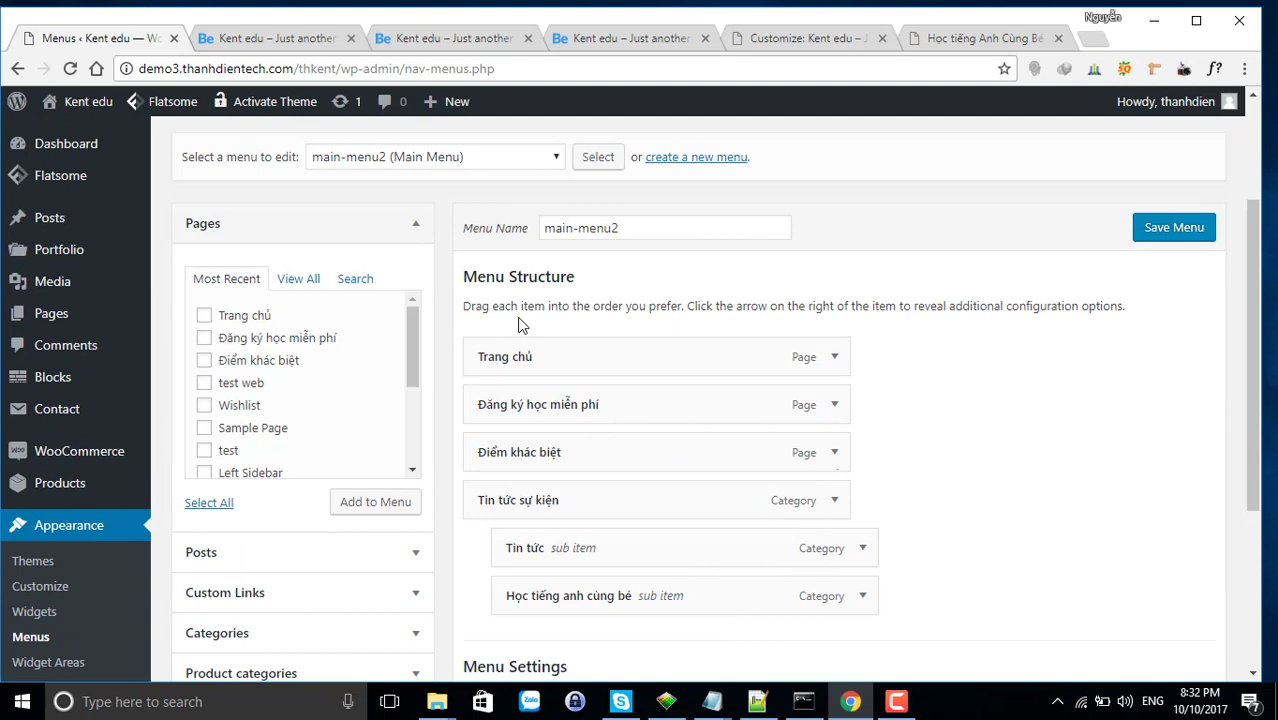 Nguyễn
Menus ‹ Kent edu — Wo
Kent edu – Just another
Kent edu – Just another
Kent edu – Just another
Customize: Kent edu – J
Học tiếng Anh Cùng Bé
demo3.thanhdientech.com/thkent/wp-admin/nav-menus.php
Kent edu
Flatsome
Activate Theme
1
0
New
Howdy, thanhdien
Dashboard
Flatsome
Posts
Portfolio
Media
Pages
Comments
Blocks
Contact
WooCommerce
Products
Appearance
Themes
Customize
Widgets
Menus
Widget Areas
Select a menu to edit: main-menu2 (Main Menu) Select or create a new menu.
Pages
Most Recent View All Search
Trang chủ
Đăng ký học miễn phí
Điểm khác biệt
test web
Wishlist
Sample Page
test
Left Sidebar
Select All Add to Menu
Posts
Custom Links
Categories
Product categories
Menu Name main-menu2 Save Menu
Menu Structure
Drag each item into the order you prefer. Click the arrow on the right of the item to reveal additional configuration options.
Trang chủ Page
Đăng ký học miễn phí Page
Điểm khác biệt Page
Tin tức sự kiện Category
Tin tức sub item Category
Học tiếng anh cùng bé sub item Category
Menu Settings
Type here to search
Zalo
ENG
8:32 PM
10/10/2017
7